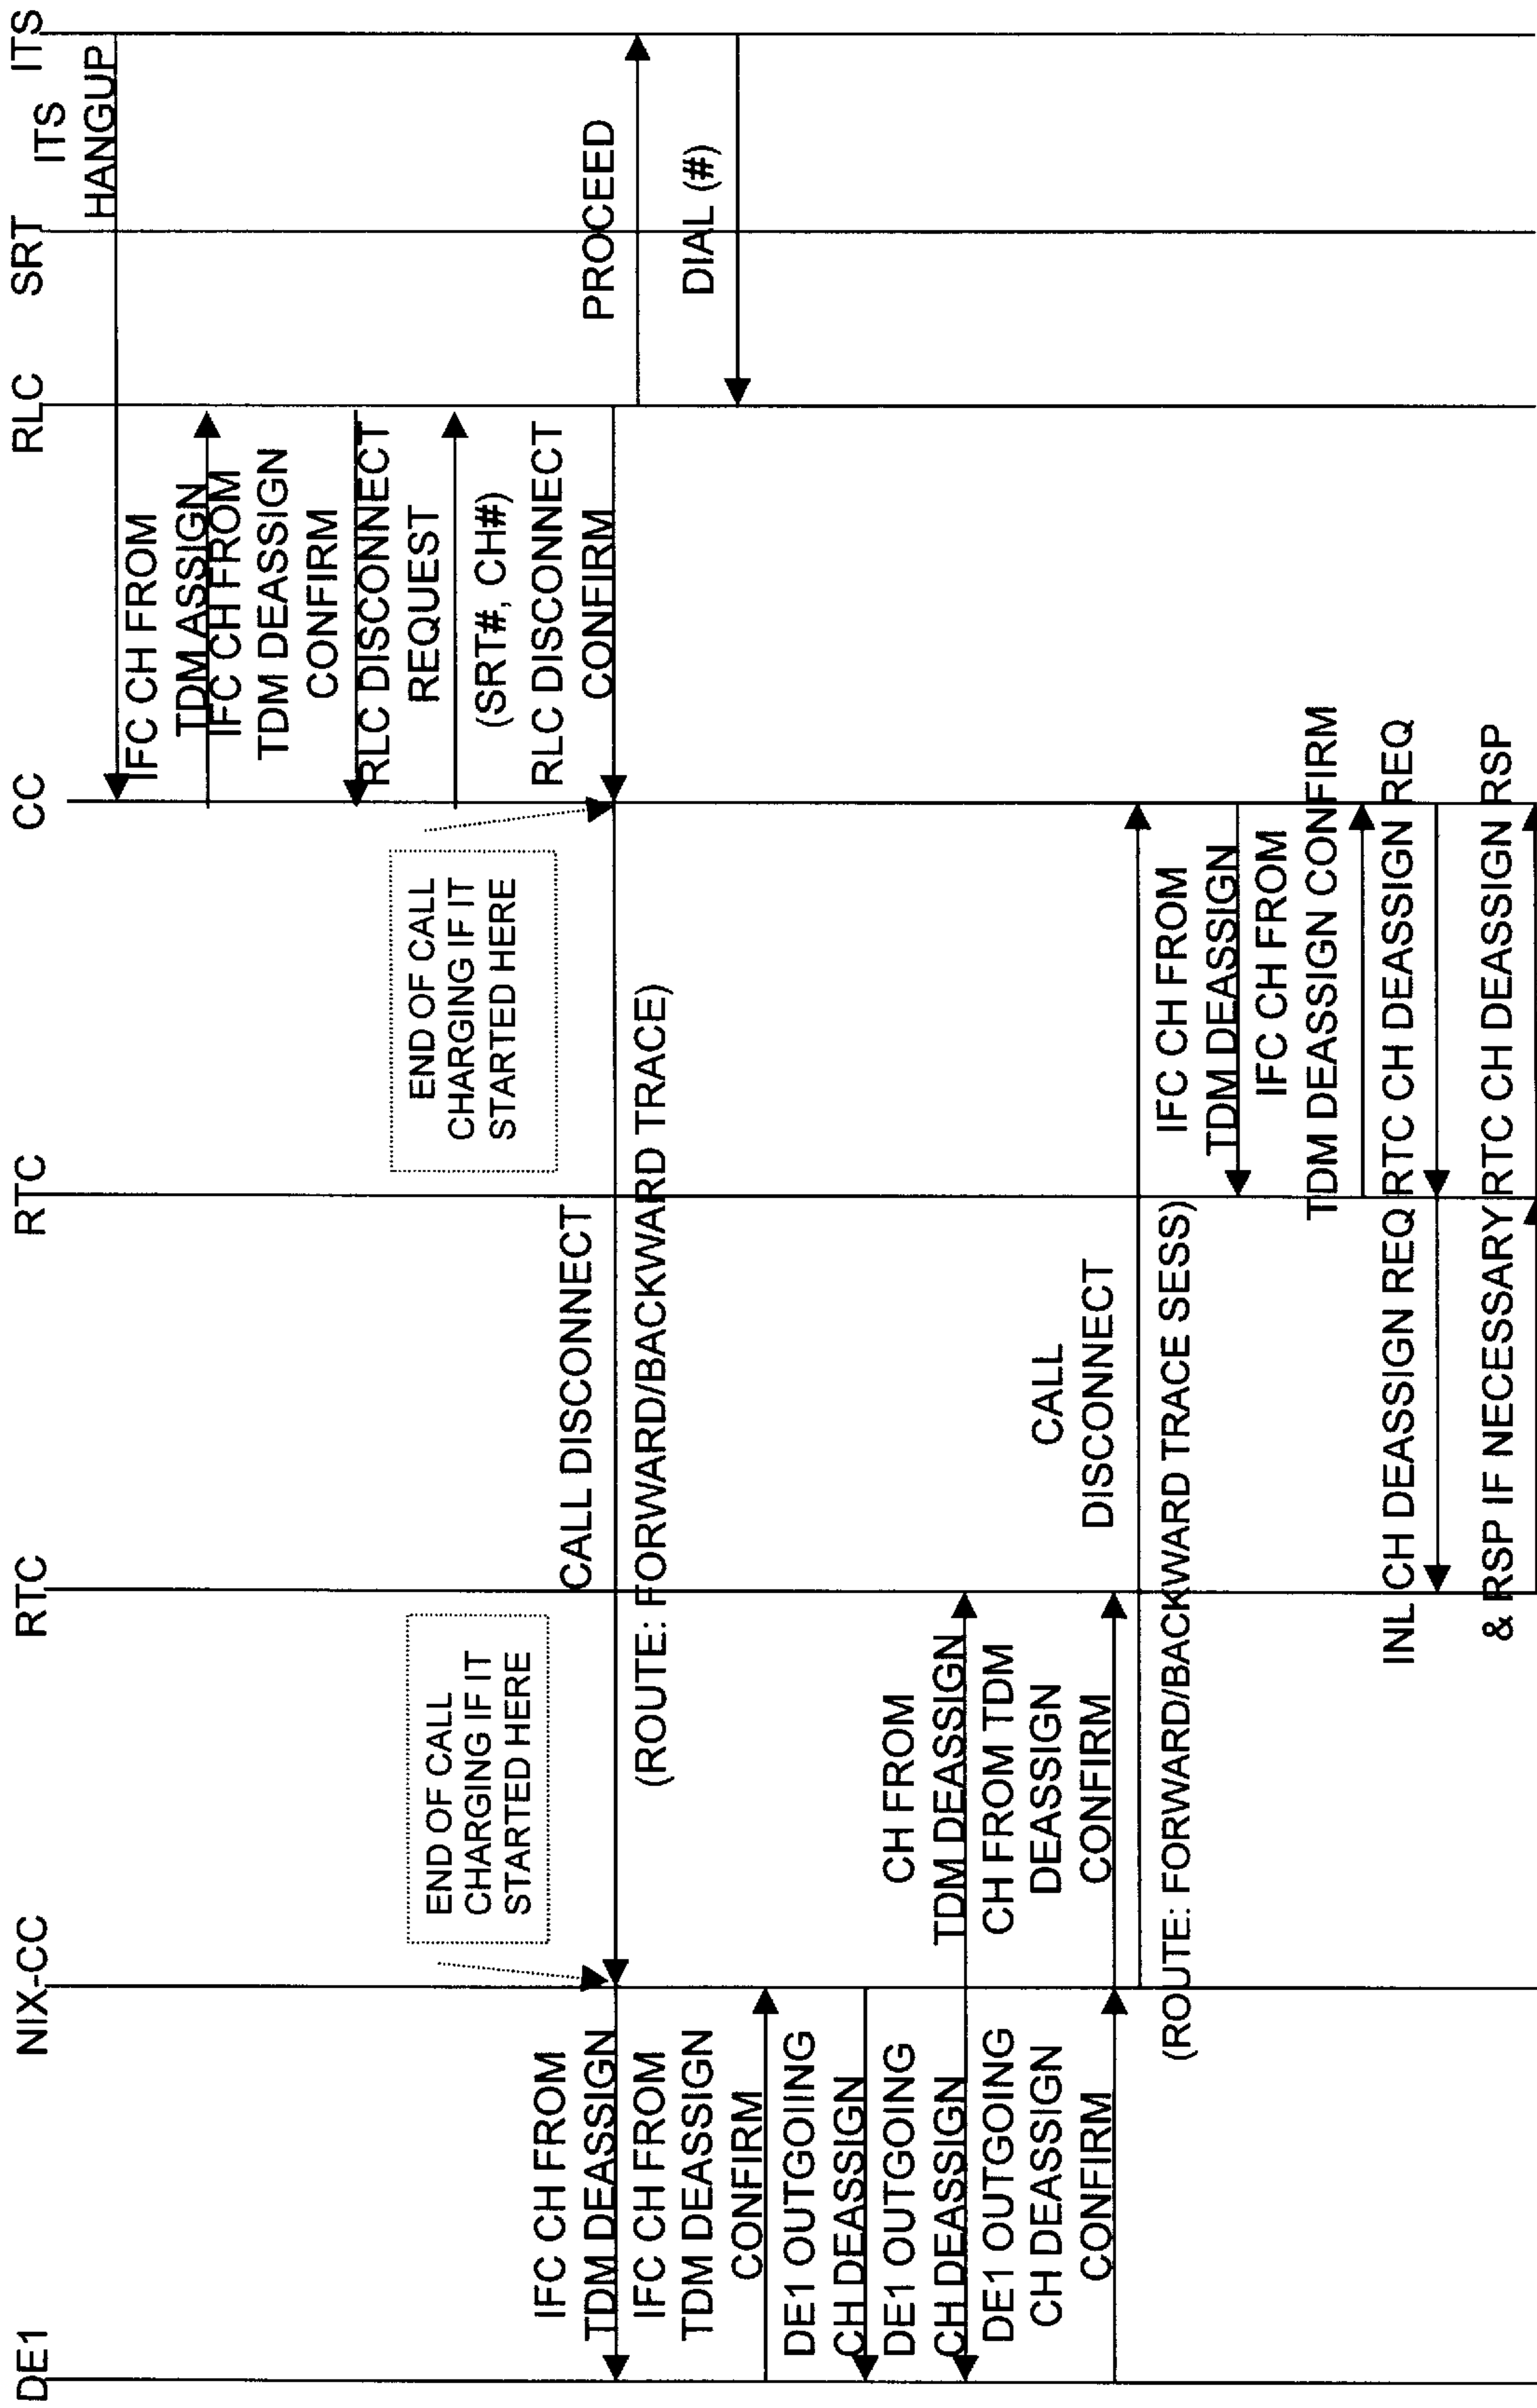 DE1
NIX-CC
RTC
RTC
CC
RLC
SRT
ITS
ITS
HANGUP
IFC CH FROM
TDM ASSIGN
IFC CH FROM
TDM DEASSIGN
CONFIRM
RLC DISCONNECT
REQUEST
(SRT#, CH#)
RLC DISCONNECT
CONFIRM
PROCEED
DIAL (#)
END OF CALL
CHARGING IF IT
STARTED HERE
END OF CALL
CHARGING IF IT
STARTED HERE
CALL DISCONNECT
(ROUTE: FORWARD/BACKWARD TRACE)
IFC CH FROM
TDM DEASSIGN
IFC CH FROM
TDM DEASSIGN
CONFIRM
DE1 OUTGOIING
CH DEASSIGN
DE1 OUTGOING
CH DEASSIGN
DE1 OUTGOING
CH DEASSIGN
CONFIRM
CH FROM
TDM DEASSIGN
CH FROM TDM
DEASSIGN
CONFIRM
CALL
DISCONNECT
(ROUTE: FORWARD/BACKWARD TRACE SESS)
IFC CH FROM
TDM DEASSIGN
IFC CH FROM
TDM DEASSIGN CONFIRM
INL CH DEASSIGN REQ
RTC CH DEASSIGN REQ
& RSP IF NECESSARY
RTC CH DEASSIGN RSP